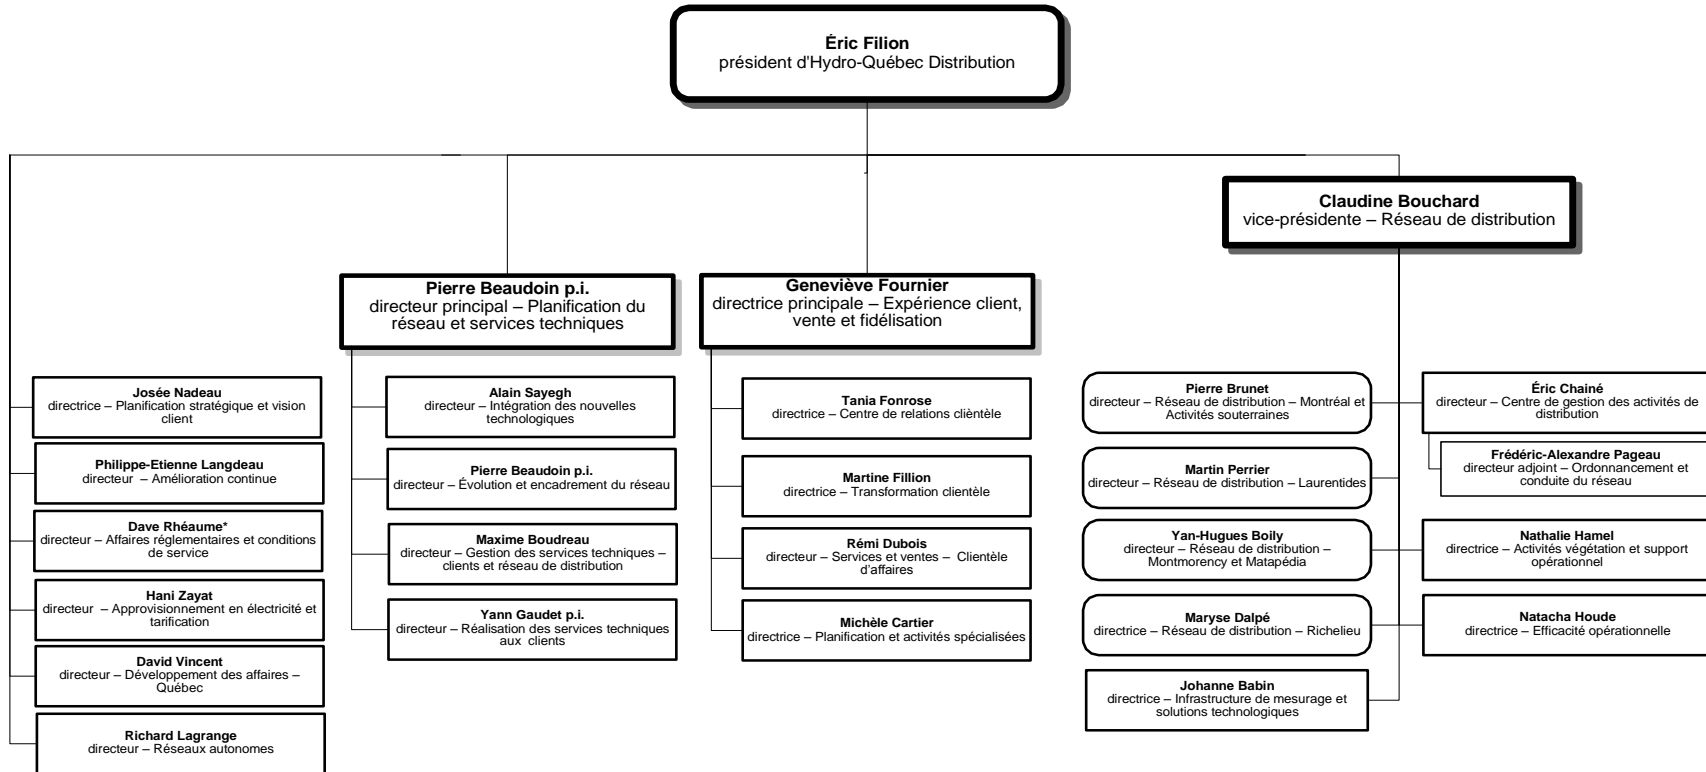 Éric Filion
président d'Hydro-Québec Distribution
Claudine Bouchard
vice-présidente – Réseau de distribution
Pierre Beaudoin p.i.
directeur principal – Planification du
réseau et services techniques
Geneviève Fournier
directrice principale – Expérience client,
vente et fidélisation
Josée Nadeau
directrice – Planification stratégique et vision
client
Philippe-Etienne Langdeau
directeur – Amélioration continue
Dave Rhéaume*
directeur – Affaires réglementaires et conditions
de service
Hani Zayat
directeur – Approvisionnement en électricité et
tarification
David Vincent
directeur – Développement des affaires –
Québec
Richard Lagrange
directeur – Réseaux autonomes
Alain Sayegh
directeur – Intégration des nouvelles
technologiques
Pierre Beaudoin p.i.
directeur – Évolution et encadrement du réseau
Maxime Boudreau
directeur – Gestion des services techniques –
clients et réseau de distribution
Yann Gaudet p.i.
directeur – Réalisation des services techniques
aux clients
Tania Fonrose
directrice – Centre de relations clièntèle
Martine Fillion
directrice – Transformation clientèle
Rémi Dubois
directeur – Services et ventes – Clientèle
d'affaires
Michèle Cartier
directrice – Planification et activités spécialisées
Pierre Brunet
directeur – Réseau de distribution – Montréal et
Activités souterraines
Martin Perrier
directeur – Réseau de distribution – Laurentides
Yan-Hugues Boily
directeur – Réseau de distribution –
Montmorency et Matapédia
Maryse Dalpé
directrice – Réseau de distribution – Richelieu
Johanne Babin
directrice – Infrastructure de mesurage et
solutions technologiques
Éric Chainé
directeur – Centre de gestion des activités de
distribution
Frédéric-Alexandre Pageau
directeur adjoint – Ordonnancement et
conduite du réseau
Nathalie Hamel
directrice – Activités végétation et support
opérationnel
Natacha Houde
directrice – Efficacité opérationnelle